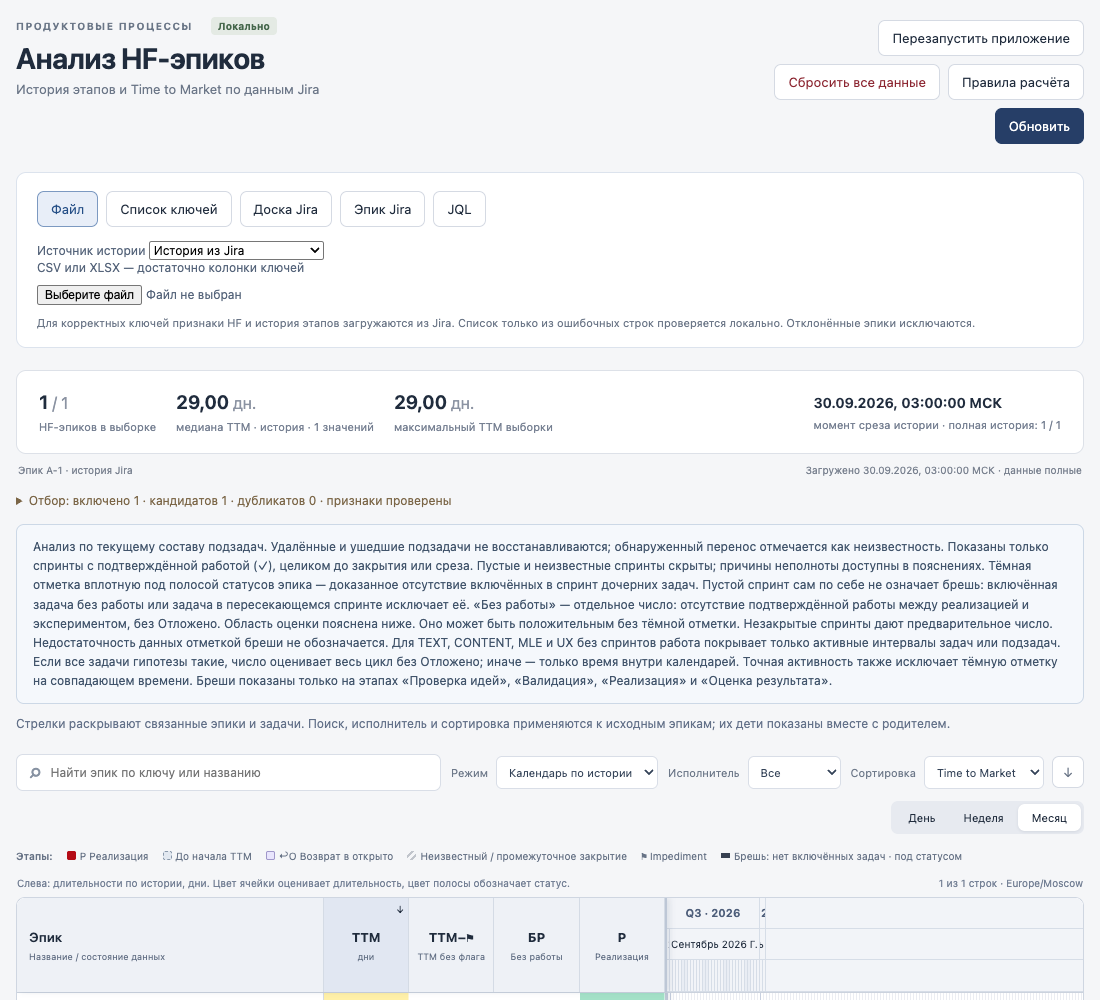 ПРОДУКТОВЫЕ ПРОЦЕССЫ Локально
Анализ HF-эпиков
История этапов и Time to Market по данным Jira
Перезапустить приложение
Сбросить все данные Правила расчёта
Обновить
Файл Список ключей Доска Jira Эпик Jira JQL
Источник истории История из Jira
CSV или XLSX — достаточно колонки ключей
Выберите файл Файл не выбран
Для корректных ключей признаки HF и история этапов загружаются из Jira. Список только из ошибочных строк проверяется локально. Отклонённые эпики исключаются.
1 / 1 29,00 дн. 29,00 дн. 30.09.2026, 03:00:00 МСК
HF-эпиков в выборке медиана ТТМ · история · 1 значений максимальный ТТМ выборки момент среза истории · полная история: 1 / 1
Эпик A-1 · история Jira Загружено 30.09.2026, 03:00:00 МСК · данные полные
▶ Отбор: включено 1 · кандидатов 1 · дубликатов 0 · признаки проверены
Анализ по текущему составу подзадач. Удалённые и ушедшие подзадачи не восстанавливаются; обнаруженный перенос отмечается как неизвестность. Показаны только
спринты с подтверждённой работой (✓), целиком до закрытия или среза. Пустые и неизвестные спринты скрыты; причины неполноты доступны в пояснениях. Тёмная
отметка вплотную под полосой статусов эпика — доказанное отсутствие включённых в спринт дочерних задач. Пустой спринт сам по себе не означает брешь: включённая
задача без работы или задача в пересекающемся спринте исключает её. «Без работы» — отдельное число: отсутствие подтверждённой работы между реализацией и
экспериментом, без Отложено. Область оценки пояснена ниже. Оно может быть положительным без тёмной отметки. Незакрытые спринты дают предварительное число.
Недостаточность данных отметкой бреши не обозначается. Для TEXT, CONTENT, MLE и UX без спринтов работа покрывает только активные интервалы задач или подзадач.
Если все задачи гипотезы такие, число оценивает весь цикл без Отложено; иначе — только время внутри календарей. Точная активность также исключает тёмную отметку
на совпадающем времени. Бреши показаны только на этапах «Проверка идей», «Валидация», «Реализация» и «Оценка результата».
Стрелки раскрывают связанные эпики и задачи. Поиск, исполнитель и сортировка применяются к исходным эпикам; их дети показаны вместе с родителем.
Найти эпик по ключу или названию Режим Календарь по истории Исполнитель Все Сортировка Time to Market ↓
День Неделя Месяц
Этапы: Р Реализация До начала ТТМ ↩О Возврат в открыто Неизвестный / промежуточное закрытие ⚑ Impediment Брешь: нет включённых задач · под статусом
Слева: длительности по истории, дни. Цвет ячейки оценивает длительность, цвет полосы обозначает статус. 1 из 1 строк · Europe/Moscow
↓ Q3 · 2026
Эпик ТТМ ТТМ−⚑ БР Р Сентябрь 2026 Г.
Название / состояние данных дни ТТМ без флага Без работы Реализация